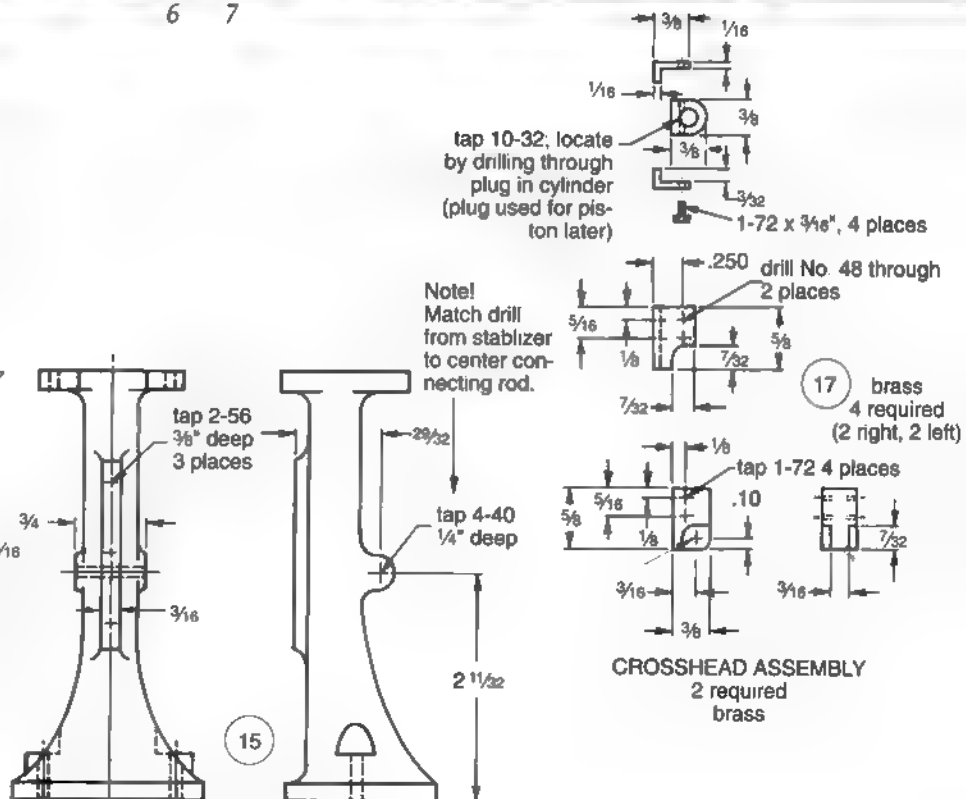 6 7
3/8
1/16
1/16
3/8
tap 10-32; locate
by drilling through
plug in cylinder
(plug used for pis-
ton later)
3/8
3/32
1-72 x 3/16", 4 places
.250
drill No. 48 through
2 places
Note!
Match drill
from stablizer
to center con-
necting rod.
5/16
1/8
5/8
7/32
7/32
17
brass
4 required
(2 right, 2 left)
tap 2-56
3/8" deep
3 places
29/32
1/8
tap 1-72 4 places
.10
5/16
5/8
1/8
7/32
3/4
tap 4-40
1/4" deep
3/16
3/16
3/16
3/8
2 11/32
CROSSHEAD ASSEMBLY
2 required
brass
15